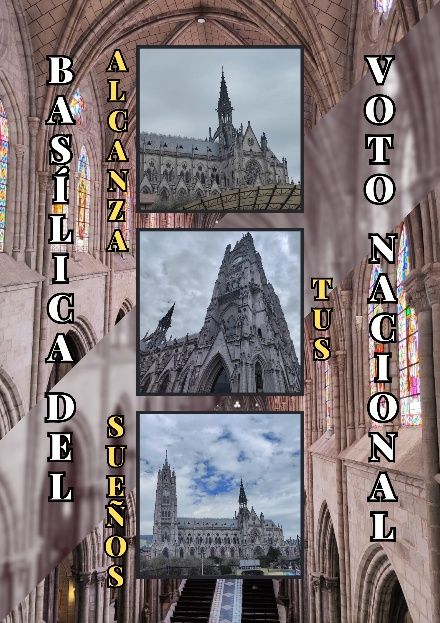 BASÍLICA DEL
VOTO NACIONAL
ALCANZA
TUS
SUEÑOS